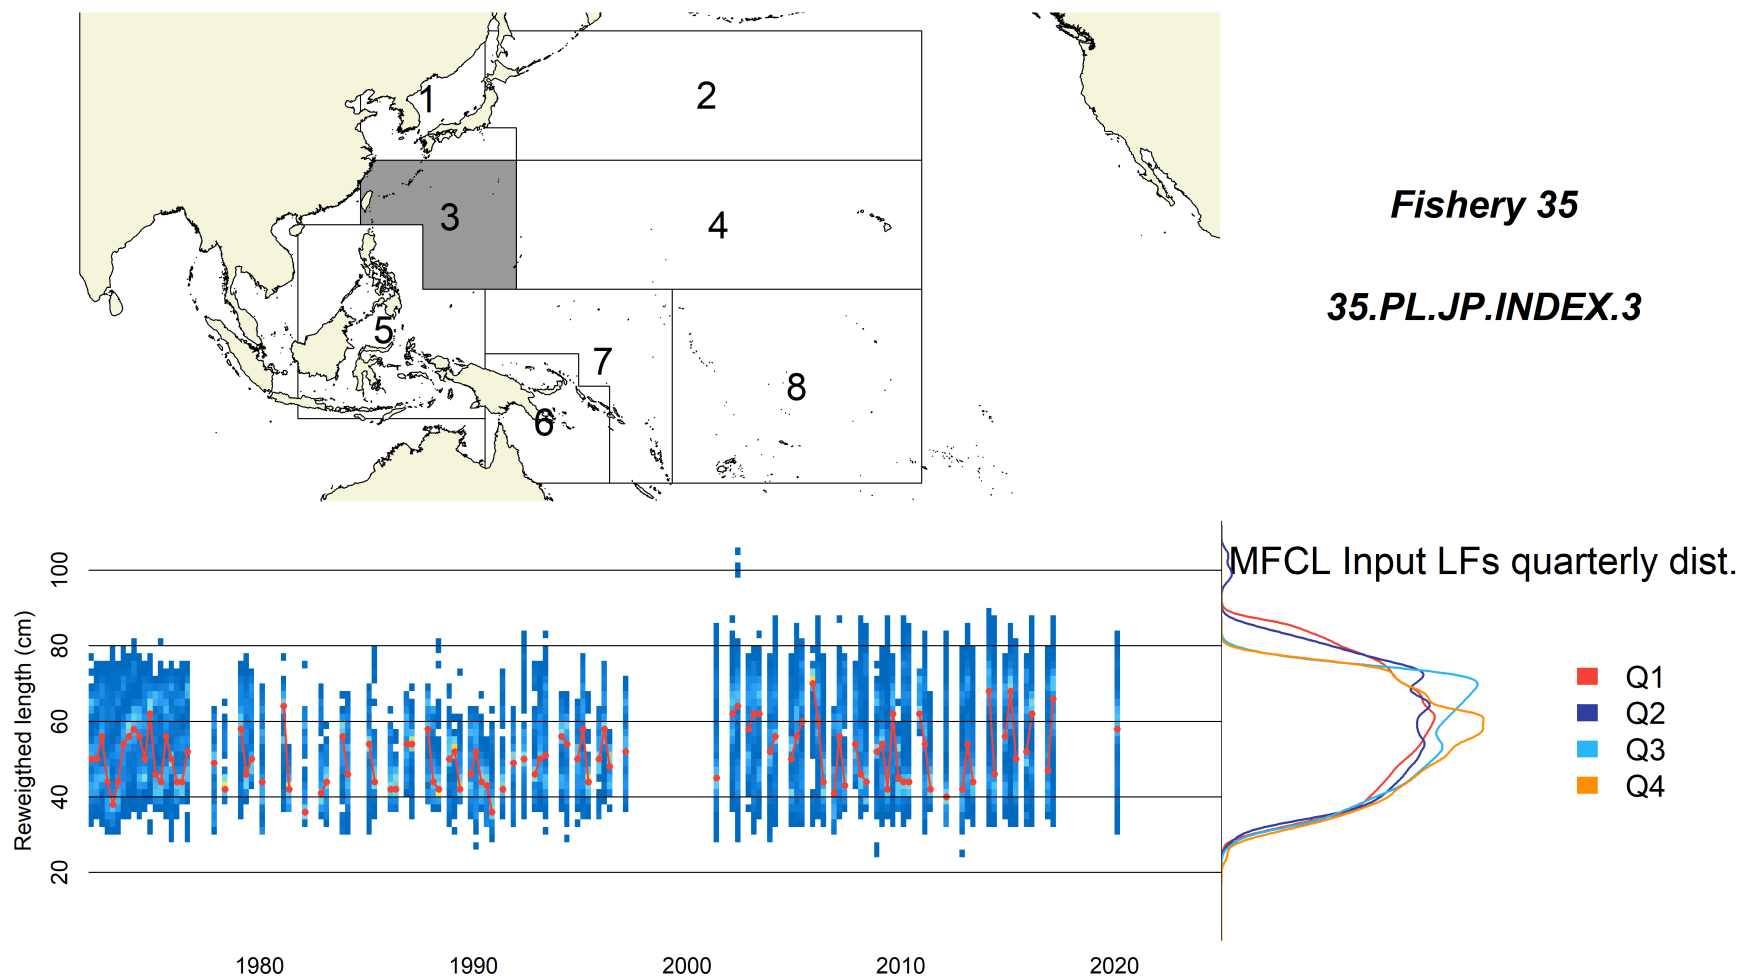 1
2
3
4
5
6
7
8
Fishery 35
35.PL.JP.INDEX.3
MFCL Input LFs quarterly dist.
Reweigthed length (cm)
100
80
60
40
20
1980
1990
2000
2010
2020
Q1
Q2
Q3
Q4